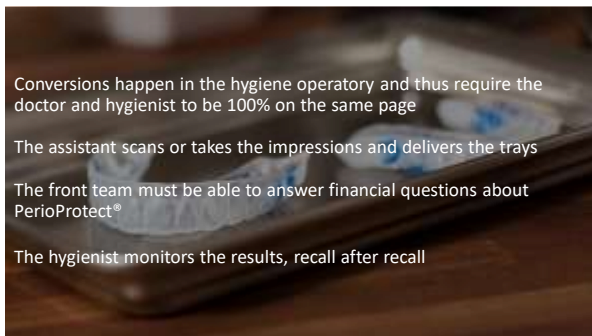 Conversions happen in the hygiene operatory and thus require the
doctor and hygienist to be 100% on the same page
The assistant scans or takes the impressions and delivers the trays
The front team must be able to answer financial questions about
PerioProtect®
The hygienist monitors the results, recall after recall